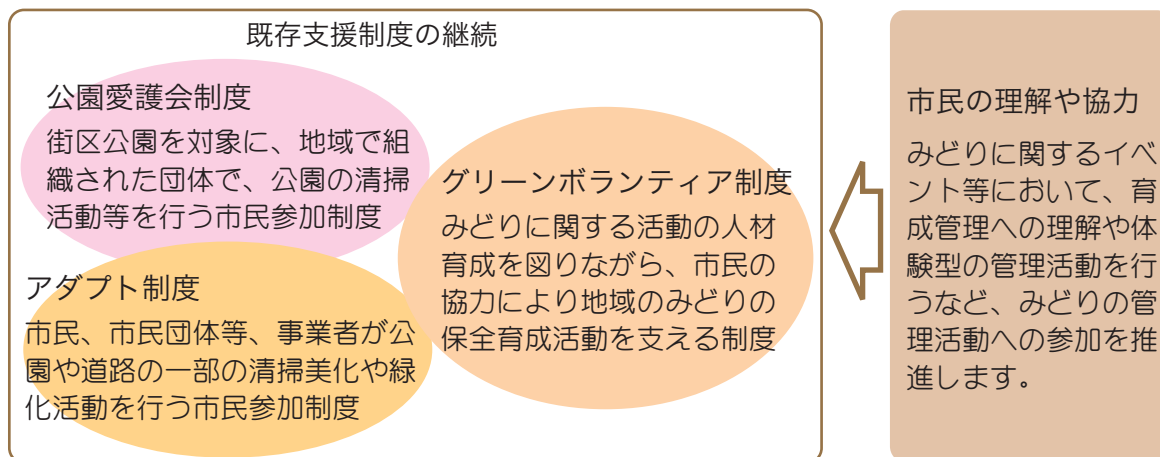 既存支援制度の継続
公園愛護会制度
街区公園を対象に、地域で組
織された団体で、公園の清掃
活動等を行う市民参加制度
アダプト制度
市民、市民団体等、事業者が公
園や道路の一部の清掃美化や緑
化活動を行う市民参加制度
グリーンボランティア制度
みどりに関する活動の人材
育成を図りながら、市民の
協力により地域のみどりの
保全育成活動を支える制度
市民の理解や協力
みどりに関するイベ
ント等において、育
成管理への理解や体
験型の管理活動を行
うなど、みどりの管
理活動への参加を推
進します。